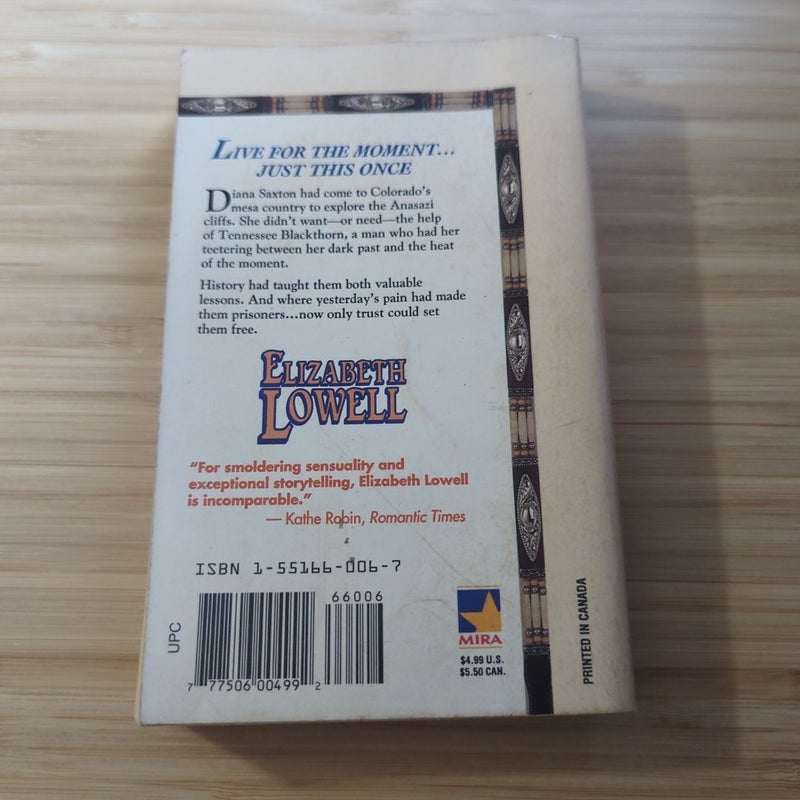 LIVE FOR THE MOMENT...
JUST THIS ONCE
Diana Saxton had come to Colorado's
mesa country to explore the Anasazi
cliffs. She didn't want—or need—the help
of Tennessee Blackthorn, a man who had her
teetering between her dark past and the heat
of the moment.
History had taught them both valuable
lessons. And where yesterday's pain had made
them prisoners...now only trust could set
them free.
ELIZABETH
LOWELL
"For smoldering sensuality and
exceptional storytelling, Elizabeth Lowell
is incomparable."
— Kathe Robin, Romantic Times
ISBN 1-55166-006-7
66006
UPC
7 77506 00499 2
MIRA
$4.99 U.S.
$5.50 CAN.
PRINTED IN CANADA